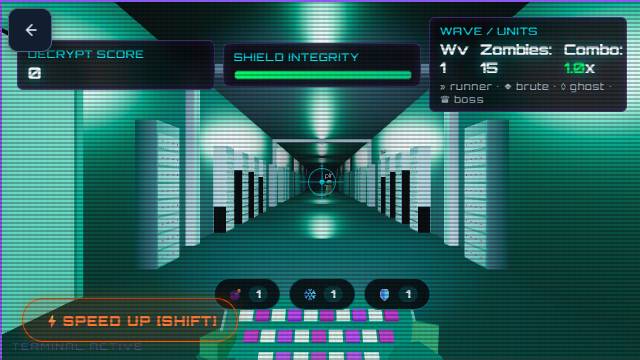 DECRYPT SCORE
0
SHIELD INTEGRITY
WAVE / UNITS
Wv Zombies: Combo:
1 15 1.0x
» runner · ◆ brute · ◊ ghost ·
♛ boss
1 1 1
SPEED UP [SHIFT]
TERMINAL ACTIVE